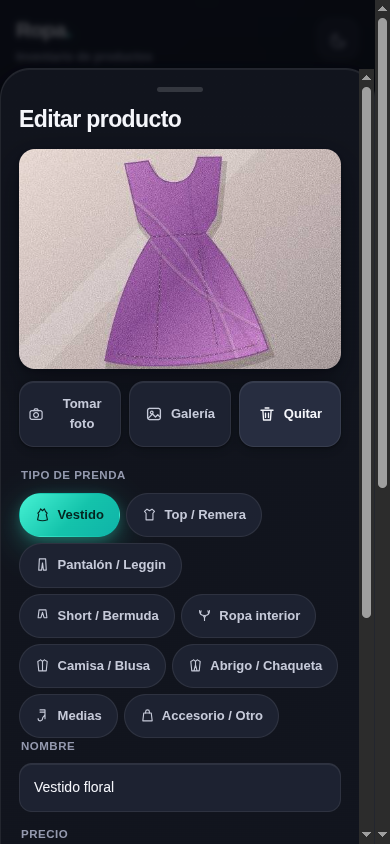 Ropa.
Editar producto
Tomar
foto
Galería
Quitar
TIPO DE PRENDA
Vestido
Top / Remera
Pantalón / Leggin
Short / Bermuda
Ropa interior
Camisa / Blusa
Abrigo / Chaqueta
Medias
Accesorio / Otro
NOMBRE
Vestido floral
PRECIO